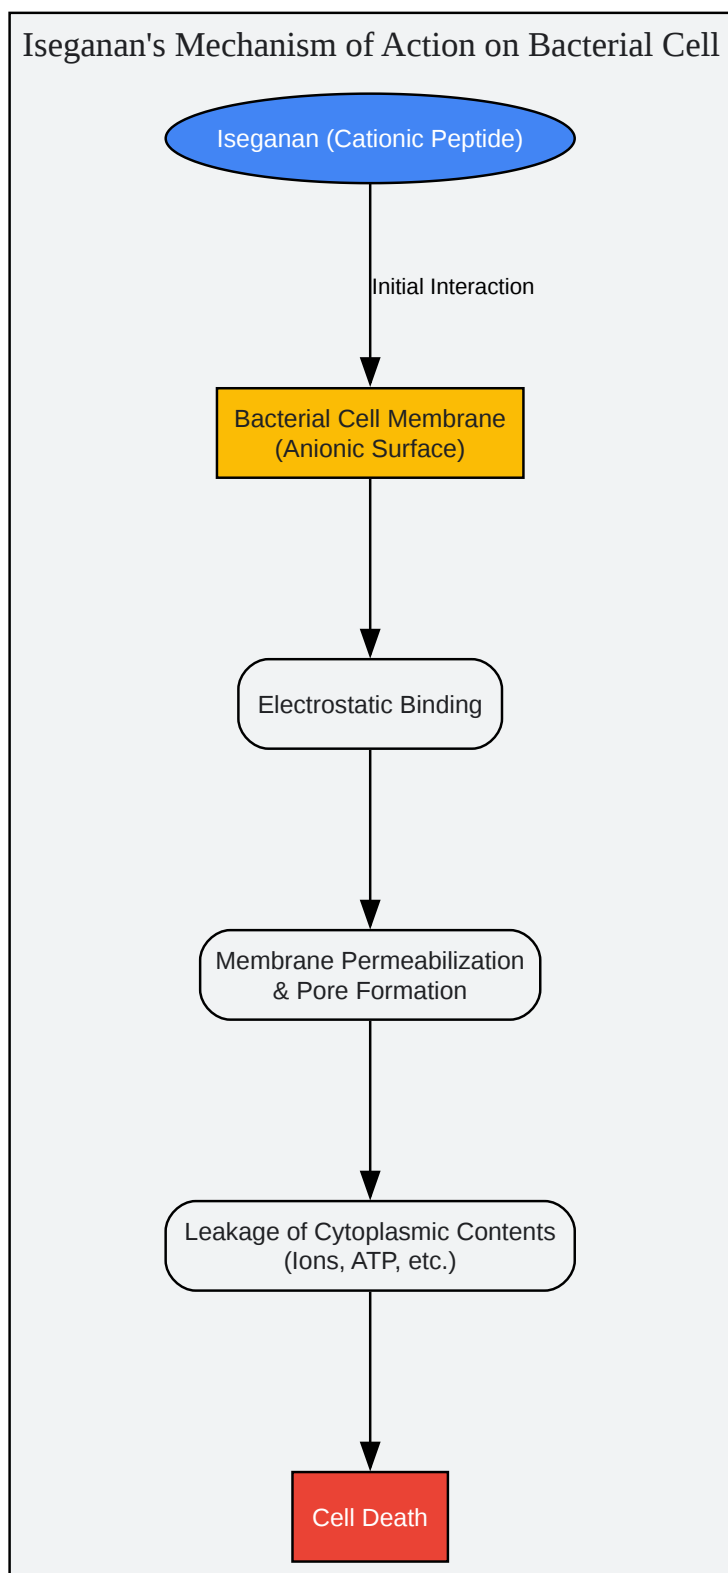 Iseganan's Mechanism of Action on Bacterial Cell
Iseganan (Cationic Peptide)
Initial Interaction
Bacterial Cell Membrane
(Anionic Surface)
Electrostatic Binding
Membrane Permeabilization
& Pore Formation
Leakage of Cytoplasmic Contents
(Ions, ATP, etc.)
Cell Death